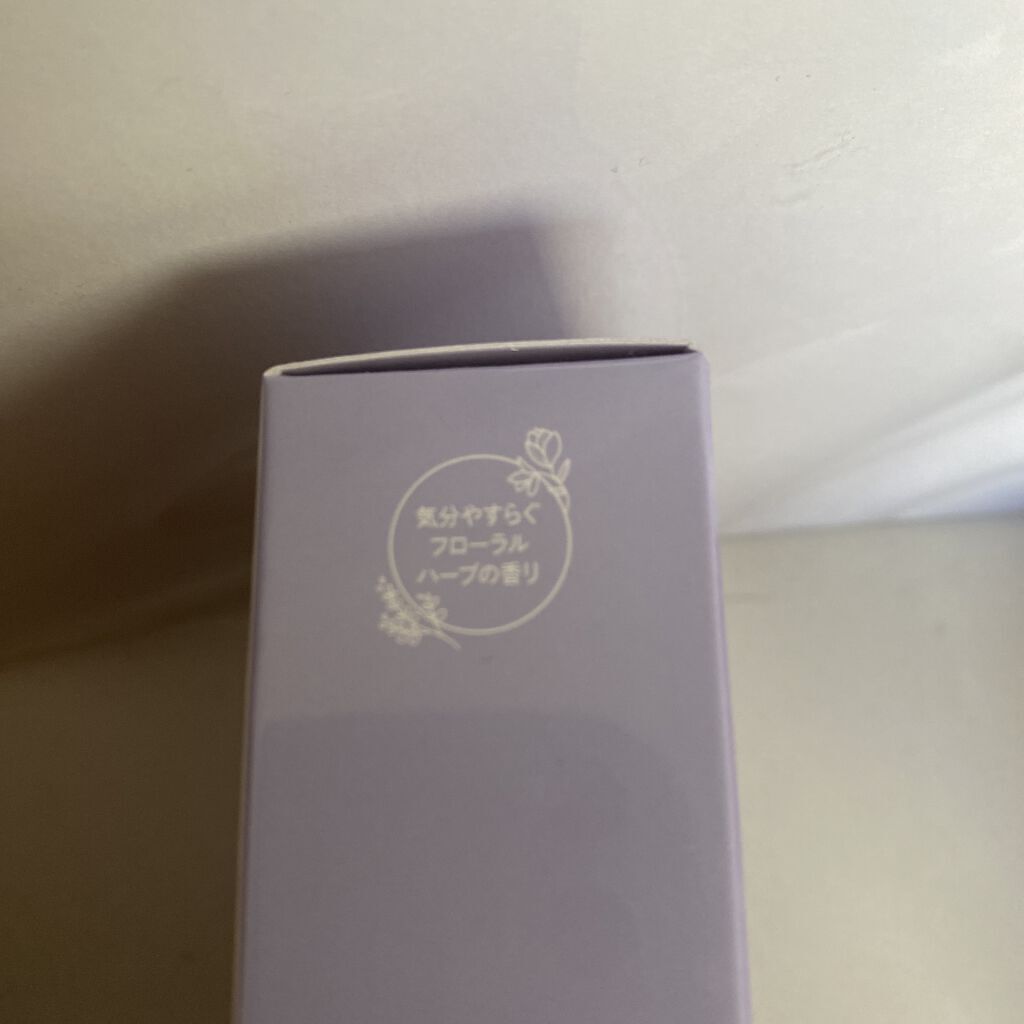 気分やすらぐ
フローラル
ハーブの香り